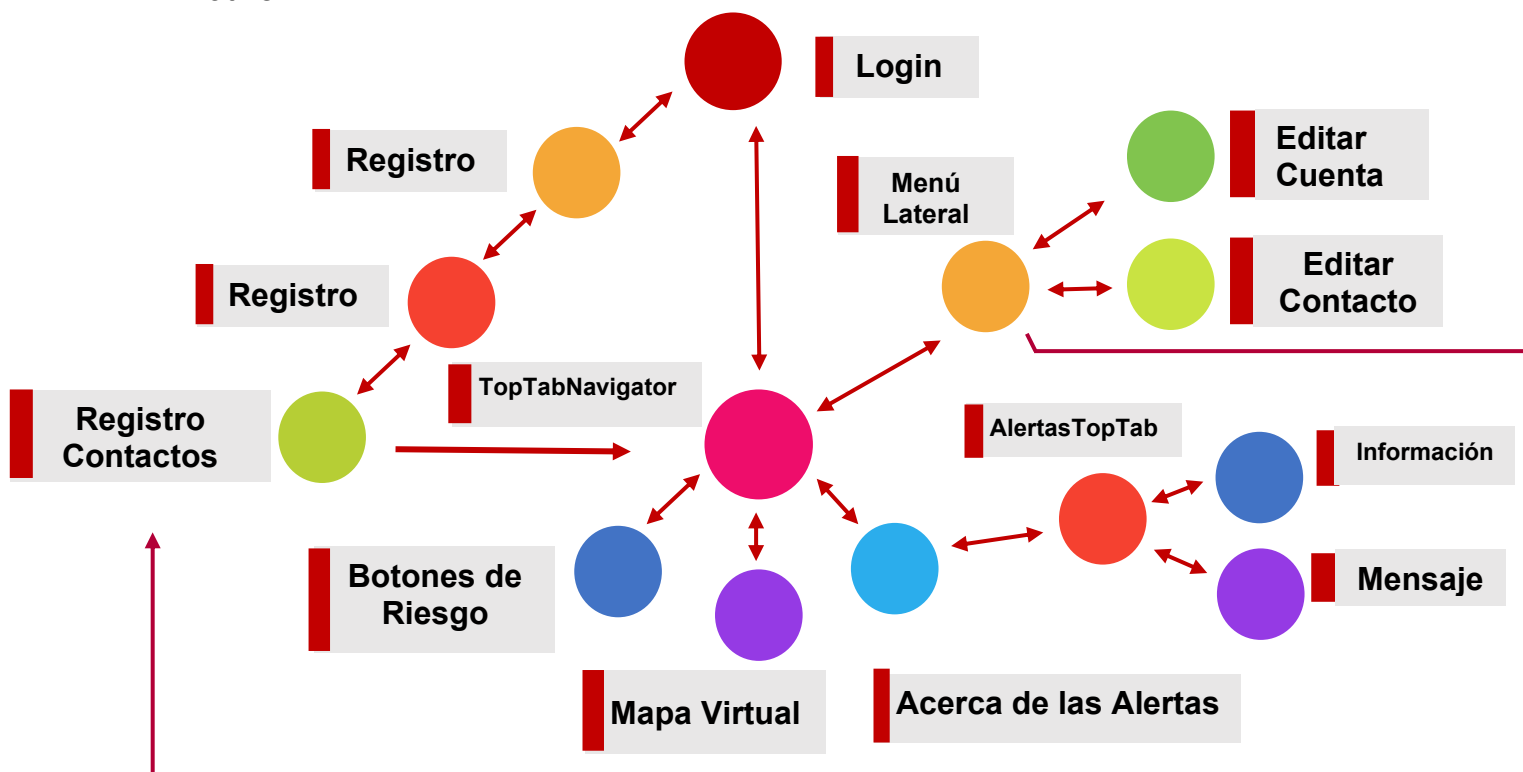 Login
Registro
Editar
Cuenta
Menú
Lateral
Registro
Editar
Contacto
TopTabNavigator
Registro
Contactos
AlertasTopTab
Información
Botones de
Riesgo
Mensaje
Mapa Virtual
Acerca de las Alertas